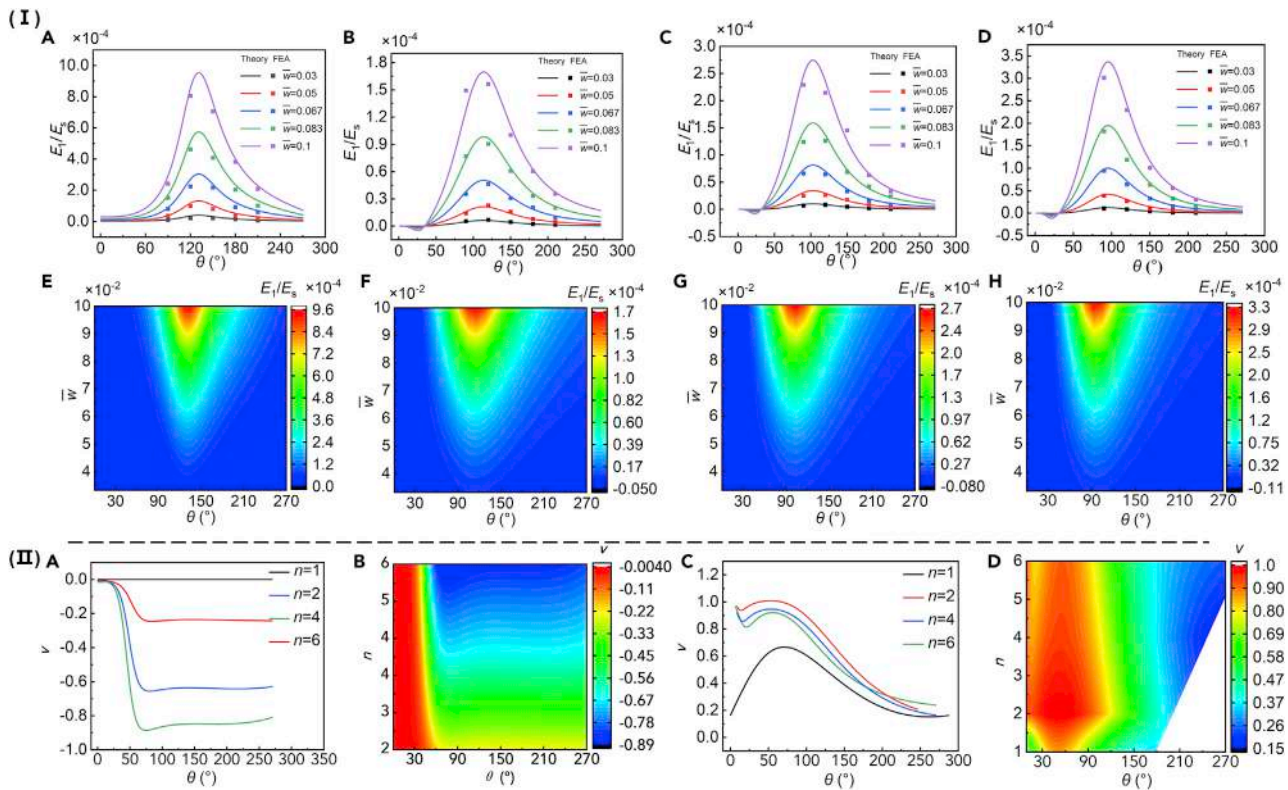 (I)
A
×10⁻⁴
10.0
8.0
6.0
4.0
2.0
0.0
E₁/Eₛ
0 60 120 180 240 300
θ (°)
Theory FEA
w̅=0.03
w̅=0.05
w̅=0.067
w̅=0.083
w̅=0.1
B
×10⁻⁴
1.8
1.5
1.2
0.9
0.6
0.3
0.0
E₁/Eₛ
0 50 100 150 200 250 300
θ (°)
Theory FEA
w̅=0.03
w̅=0.05
w̅=0.067
w̅=0.083
w̅=0.1
C
×10⁻⁴
3.0
2.5
2.0
1.5
1.0
0.5
0.0
-0.5
E₁/Eₛ
0 50 100 150 200 250 300
θ (°)
Theory FEA
w̅=0.03
w̅=0.05
w̅=0.067
w̅=0.083
w̅=0.1
D
×10⁻⁴
3.5
3.0
2.5
2.0
1.5
1.0
0.5
0.0
-0.5
E₁/Eₛ
0 50 100 150 200 250 300
θ (°)
Theory FEA
w̅=0.03
w̅=0.05
w̅=0.067
w̅=0.083
w̅=0.1
E
×10⁻²
10
9
8
7
6
5
4
w̅
30 90 150 210 270
θ (°)
E₁/Eₛ
×10⁻⁴
9.6
8.4
7.2
6.0
4.8
3.6
2.4
1.2
0.0
F
×10⁻²
10
9
8
7
6
5
4
w̅
30 90 150 210 270
θ (°)
E₁/Eₛ
×10⁻⁴
1.7
1.5
1.3
1.0
0.82
0.60
0.39
0.17
-0.050
G
×10⁻²
10
9
8
7
6
5
4
w̅
30 90 150 210 270
θ (°)
E₁/Eₛ
×10⁻⁴
2.7
2.4
2.0
1.7
1.3
0.97
0.62
0.27
-0.080
H
×10⁻²
10
9
8
7
6
5
4
w̅
30 90 150 210 270
θ (°)
E₁/Eₛ
×10⁻⁴
3.3
2.9
2.5
2.0
1.6
1.2
0.75
0.32
-0.11
(II)
A
0.0
-0.2
-0.4
-0.6
-0.8
-1.0
v
0 50 100 150 200 250 300 350
θ (°)
n=1
n=2
n=4
n=6
B
6
4
4
3
2
n
30 90 150 210 270
θ (°)
v
-0.0040
-0.11
-0.22
-0.33
-0.44
-0.56
-0.67
-0.78
-0.89
C
1.2
1.0
0.8
0.6
0.4
0.2
0.0
v
0 50 100 150 200 250 300
θ (°)
n=1
n=2
n=4
n=6
D
6
5
4
3
2
1
n
30 90 150 210 270
θ (°)
v
1.0
0.90
0.79
0.69
0.58
0.47
0.37
0.26
0.15